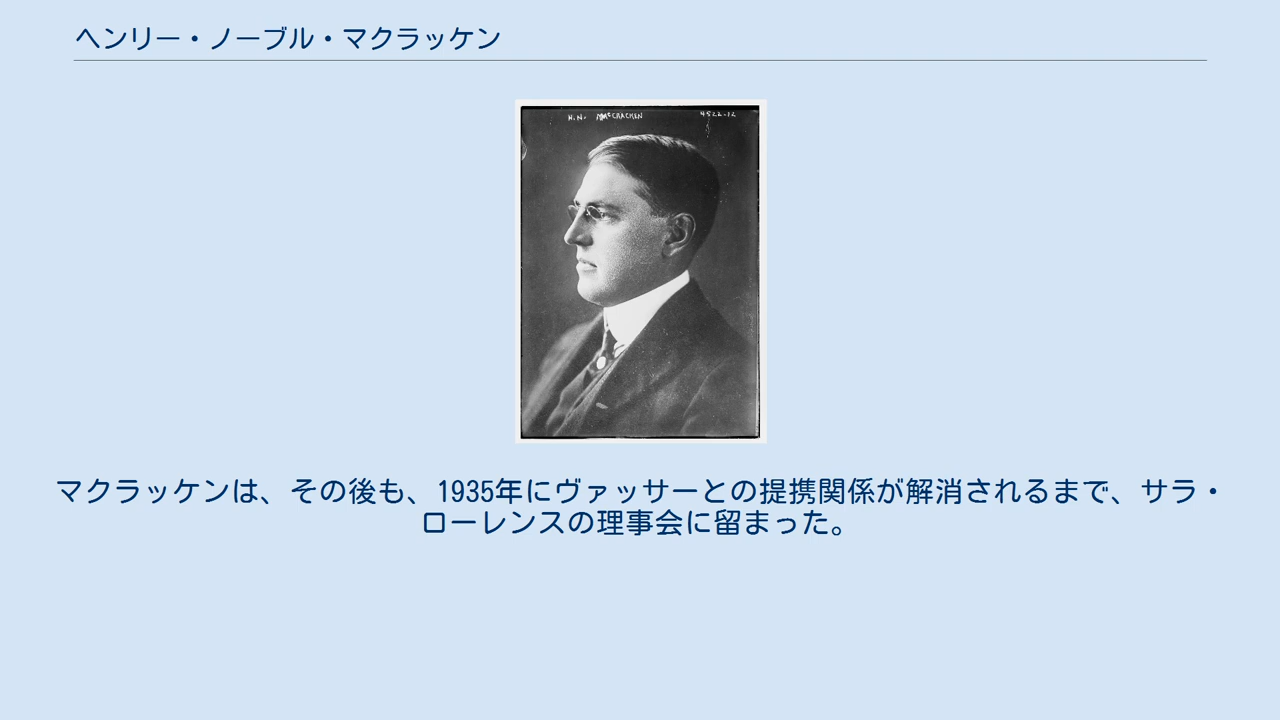 ヘンリー・ノーブル・マクラッケン
H.N. MacCRACKEN 4522-12
マクラッケンは、その後も、1935年にヴァッサーとの提携関係が解消されるまで、サラ・
ローレンスの理事会に留まった。